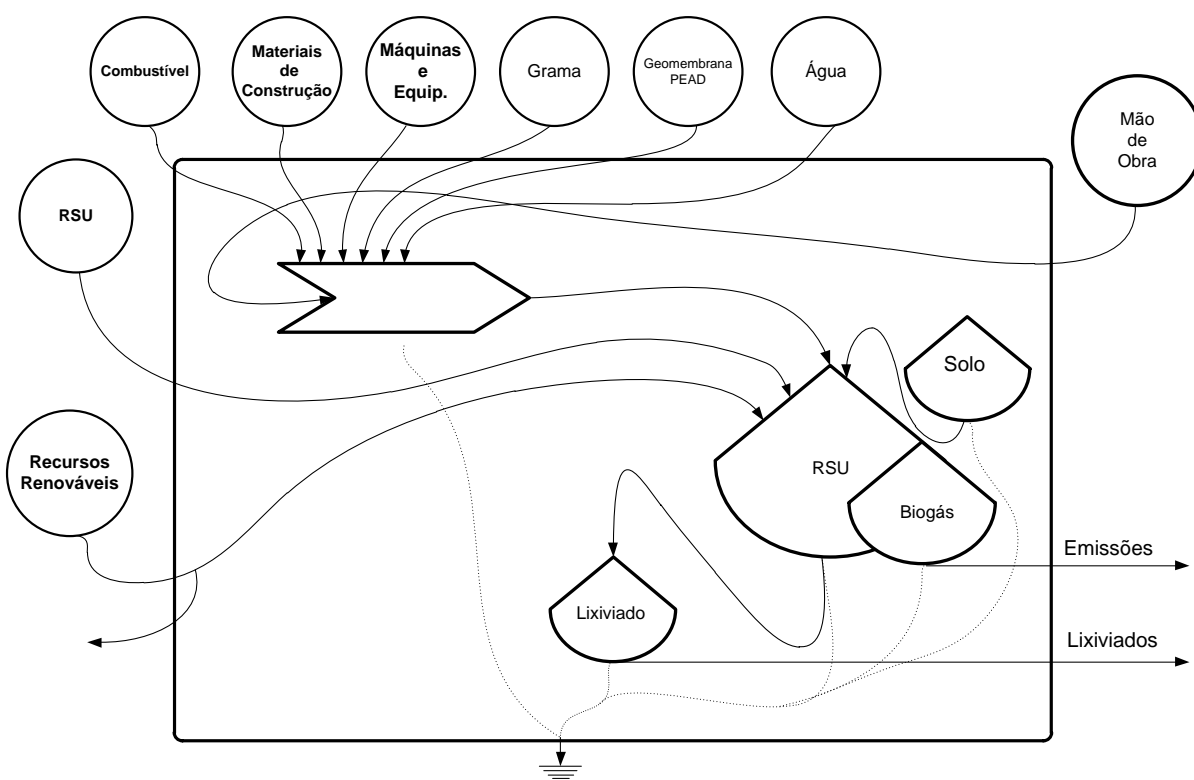 Combustível
Materiais
de
Construção
Máquinas
e
Equip.
Grama
Geomembrana
PEAD
Água
Mão
de
Obra
RSU
Solo
RSU
Recursos
Renováveis
Biogás
Emissões
Lixiviado
Lixiviados